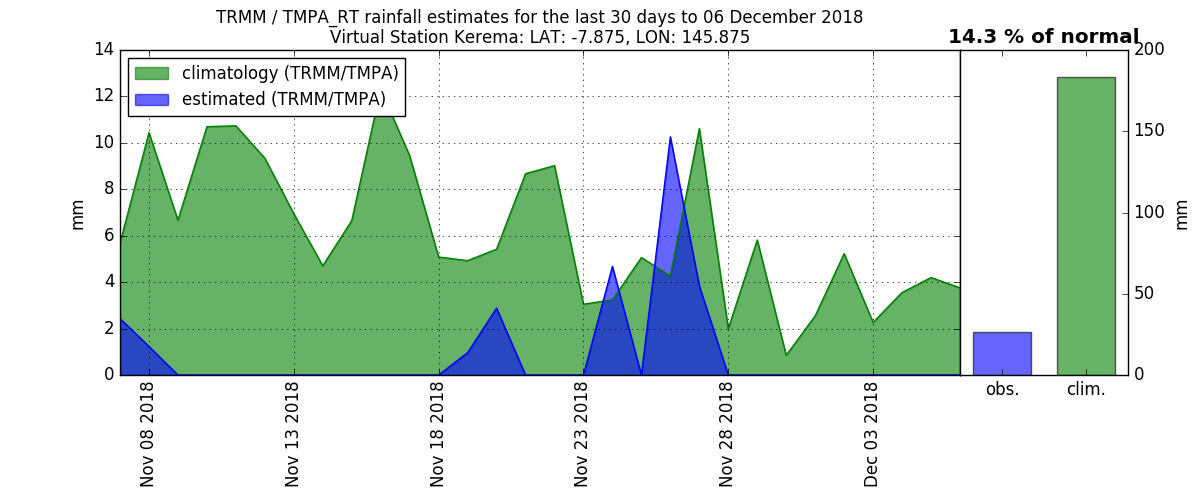 TRMM / TMPA_RT rainfall estimates for the last 30 days to 06 December 2018
Virtual Station Kerema: LAT: -7.875, LON: 145.875
14.3 % of normal
climatology (TRMM/TMPA)
estimated (TRMM/TMPA)
mm
14
12
10
8
6
4
2
0
Nov 08 2018
Nov 13 2018
Nov 18 2018
Nov 23 2018
Nov 28 2018
Dec 03 2018
obs.
clim.
200
150
100
50
0
mm